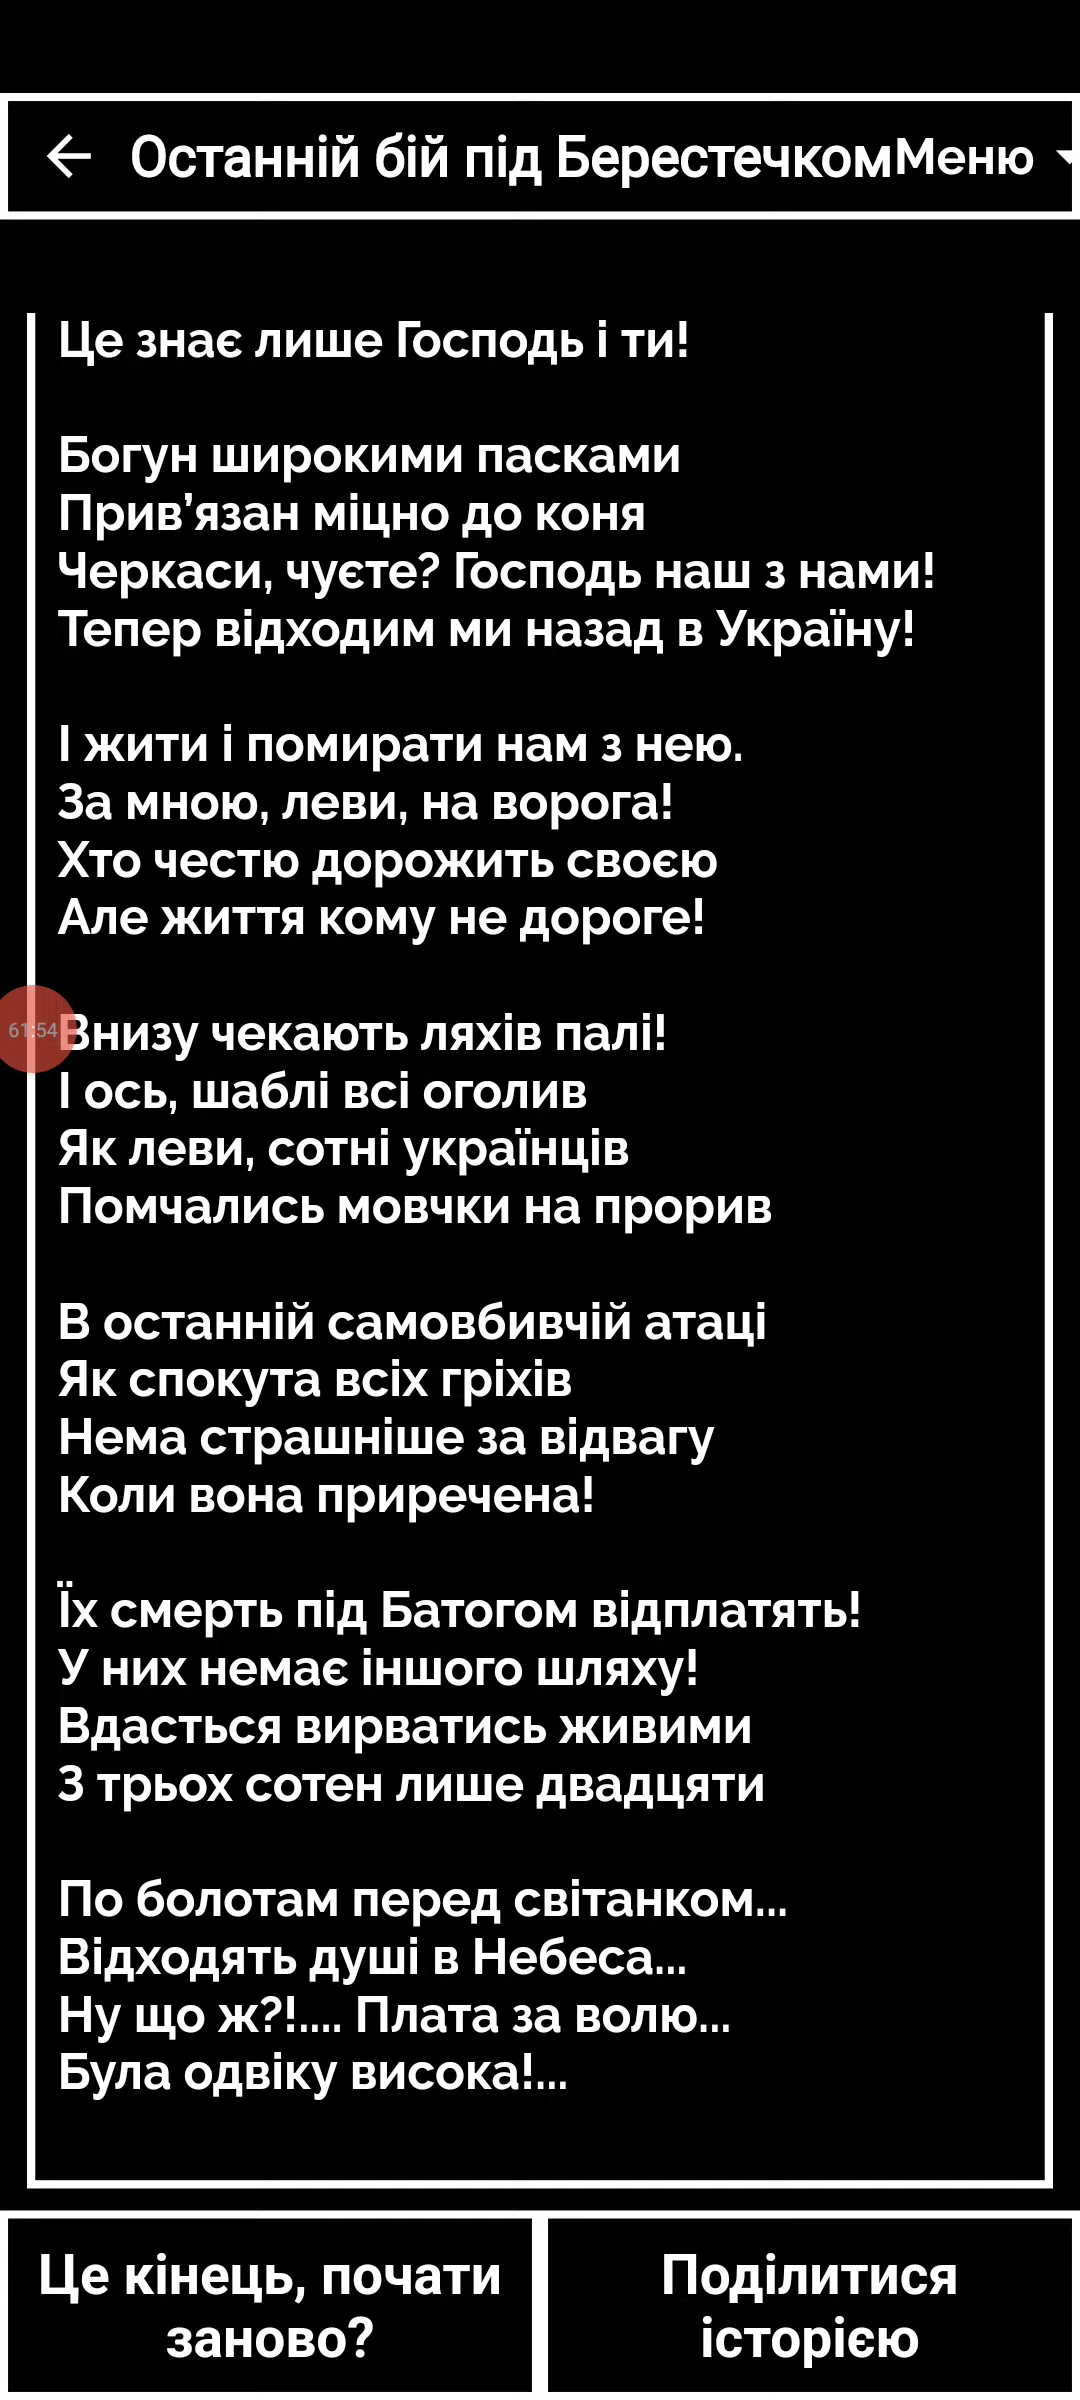 Останній бій під Берестечком
Меню
Це знає лише Господь і ти!
Богун широкими пасками
Прив’язан міцно до коня
Черкаси, чуєте? Господь наш з нами!
Тепер відходим ми назад в Україну!
І жити і помирати нам з нею.
За мною, леви, на ворога!
Хто честю дорожить своєю
Але життя кому не дороге!
61:54
Внизу чекають ляхів палі!
І ось, шаблі всі оголив
Як леви, сотні українців
Помчались мовчки на прорив
В останній самовбивчій атаці
Як спокута всіх гріхів
Нема страшніше за відвагу
Коли вона приречена!
Їх смерть під Батогом відплатять!
У них немає іншого шляху!
Вдасться вирватись живими
З трьох сотен лише двадцяти
По болотам перед світанком...
Відходять душі в Небеса...
Ну що ж?!.... Плата за волю...
Була одвіку висока!...
Це кінець, почати
заново?
Поділитися
історією